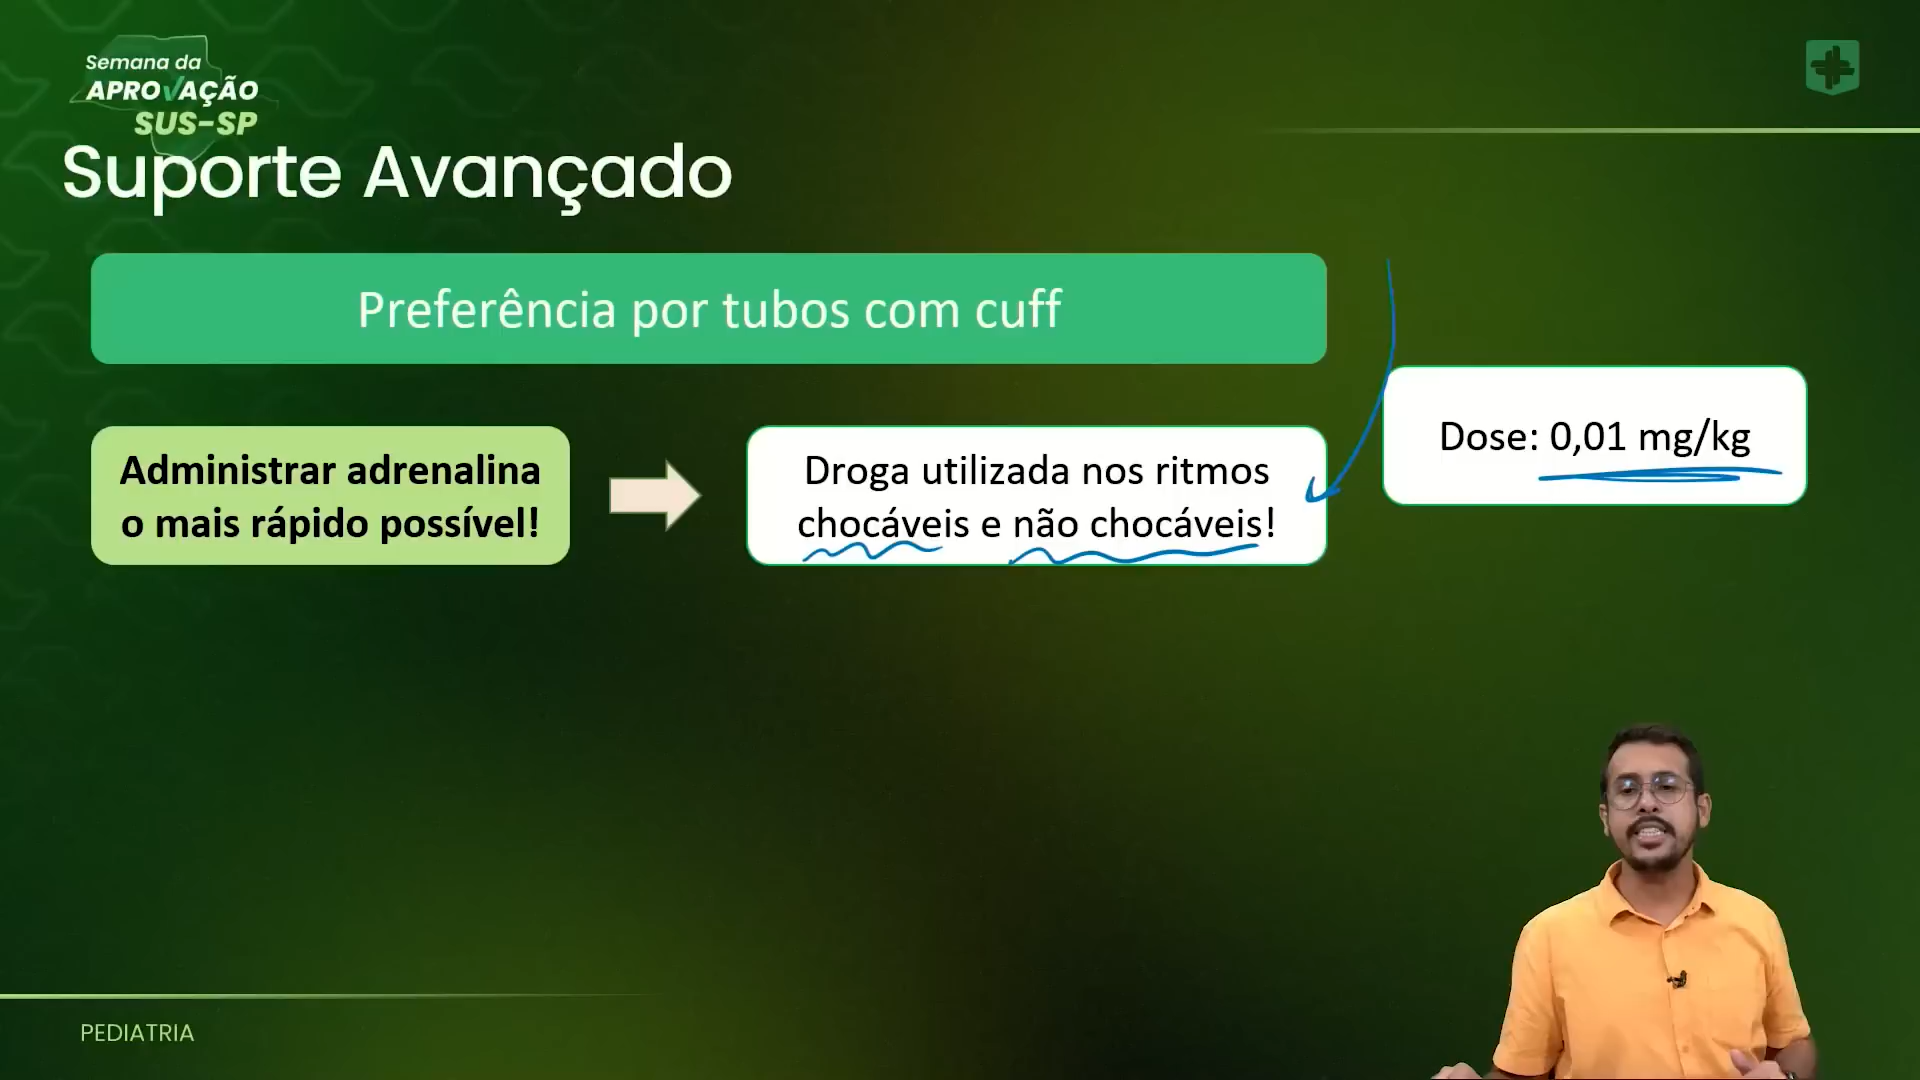 Semana da
APROVAÇÃO
SUS-SP
Suporte Avançado
Preferência por tubos com cuff
Administrar adrenalina
o mais rápido possível!
Droga utilizada nos ritmos
chocáveis e não chocáveis!
Dose: 0,01 mg/kg
PEDIATRIA